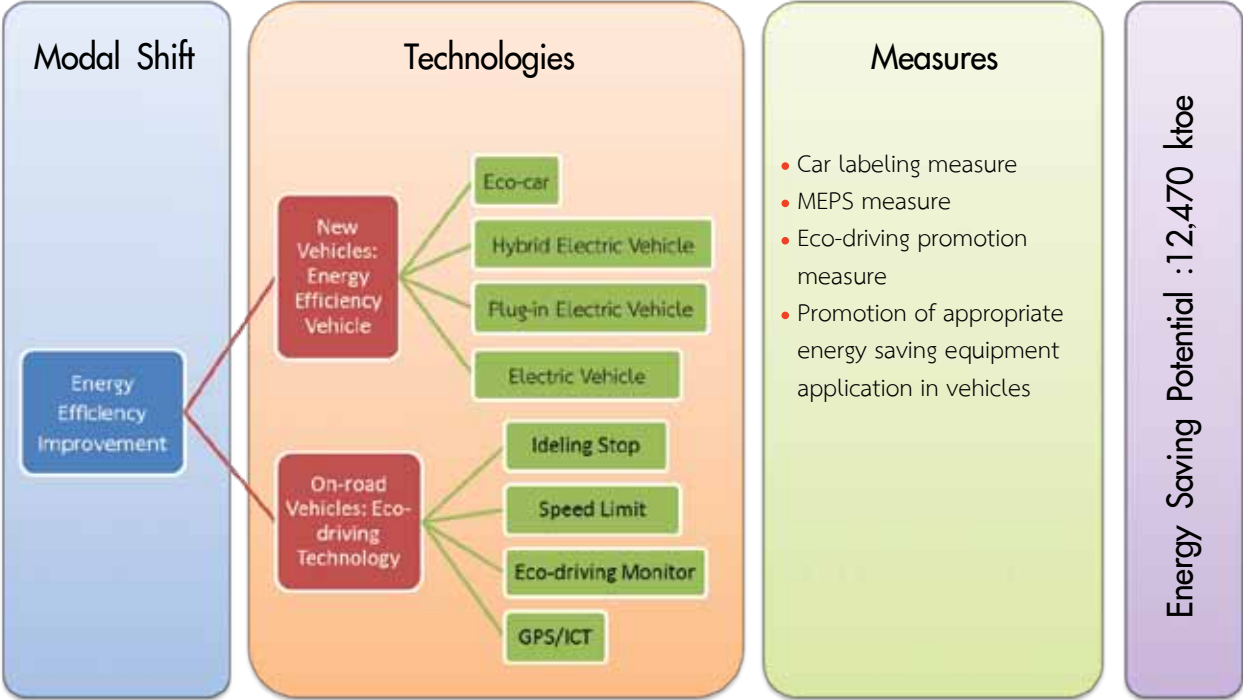 Modal Shift
Energy
Efficiency
Improvement
Technologies
New
Vehicles:
Energy
Efficiency
Vehicle
Eco-car
Hybrid Electric Vehicle
Plug-in Electric Vehicle
Electric Vehicle
On-road
Vehicles: Eco-
driving
Technology
Ideling Stop
Speed Limit
Eco-driving Monitor
GPS/ICT
Measures
• Car labeling measure
• MEPS measure
• Eco-driving promotion
measure
• Promotion of appropriate
energy saving equipment
application in vehicles
Energy Saving Potential :12,470 ktoe